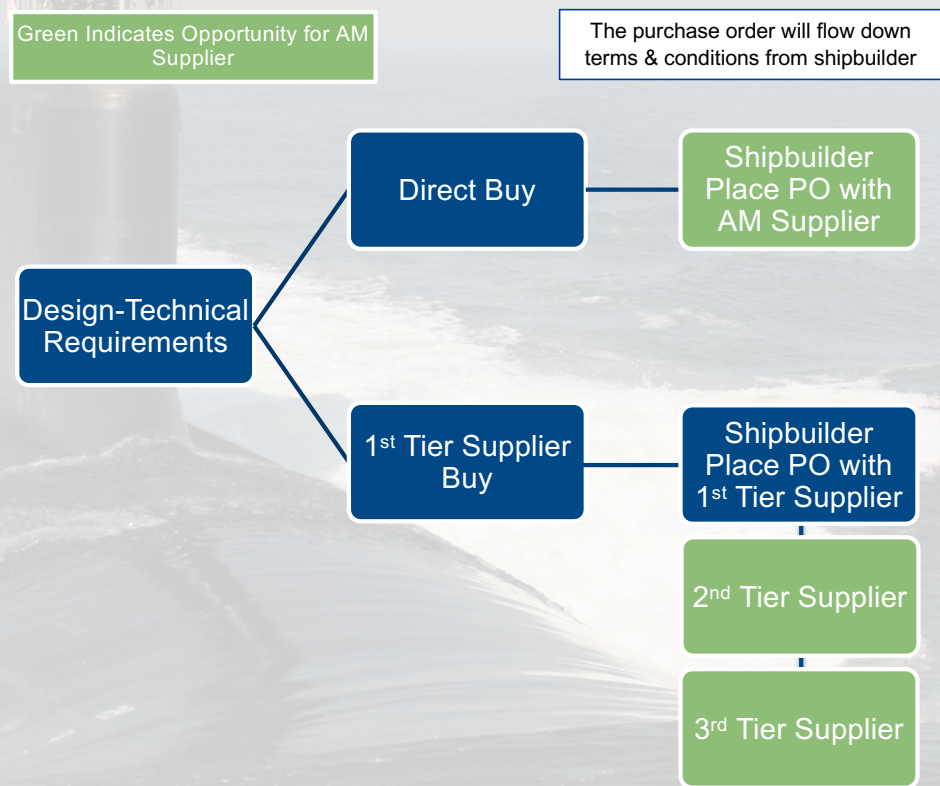 Green Indicates Opportunity for AM
Supplier
The purchase order will flow down
terms & conditions from shipbuilder
Direct Buy
Shipbuilder
Place PO with
AM Supplier
Design-Technical
Requirements
1st Tier Supplier
Buy
Shipbuilder
Place PO with
1st Tier Supplier
2nd Tier Supplier
3rd Tier Supplier